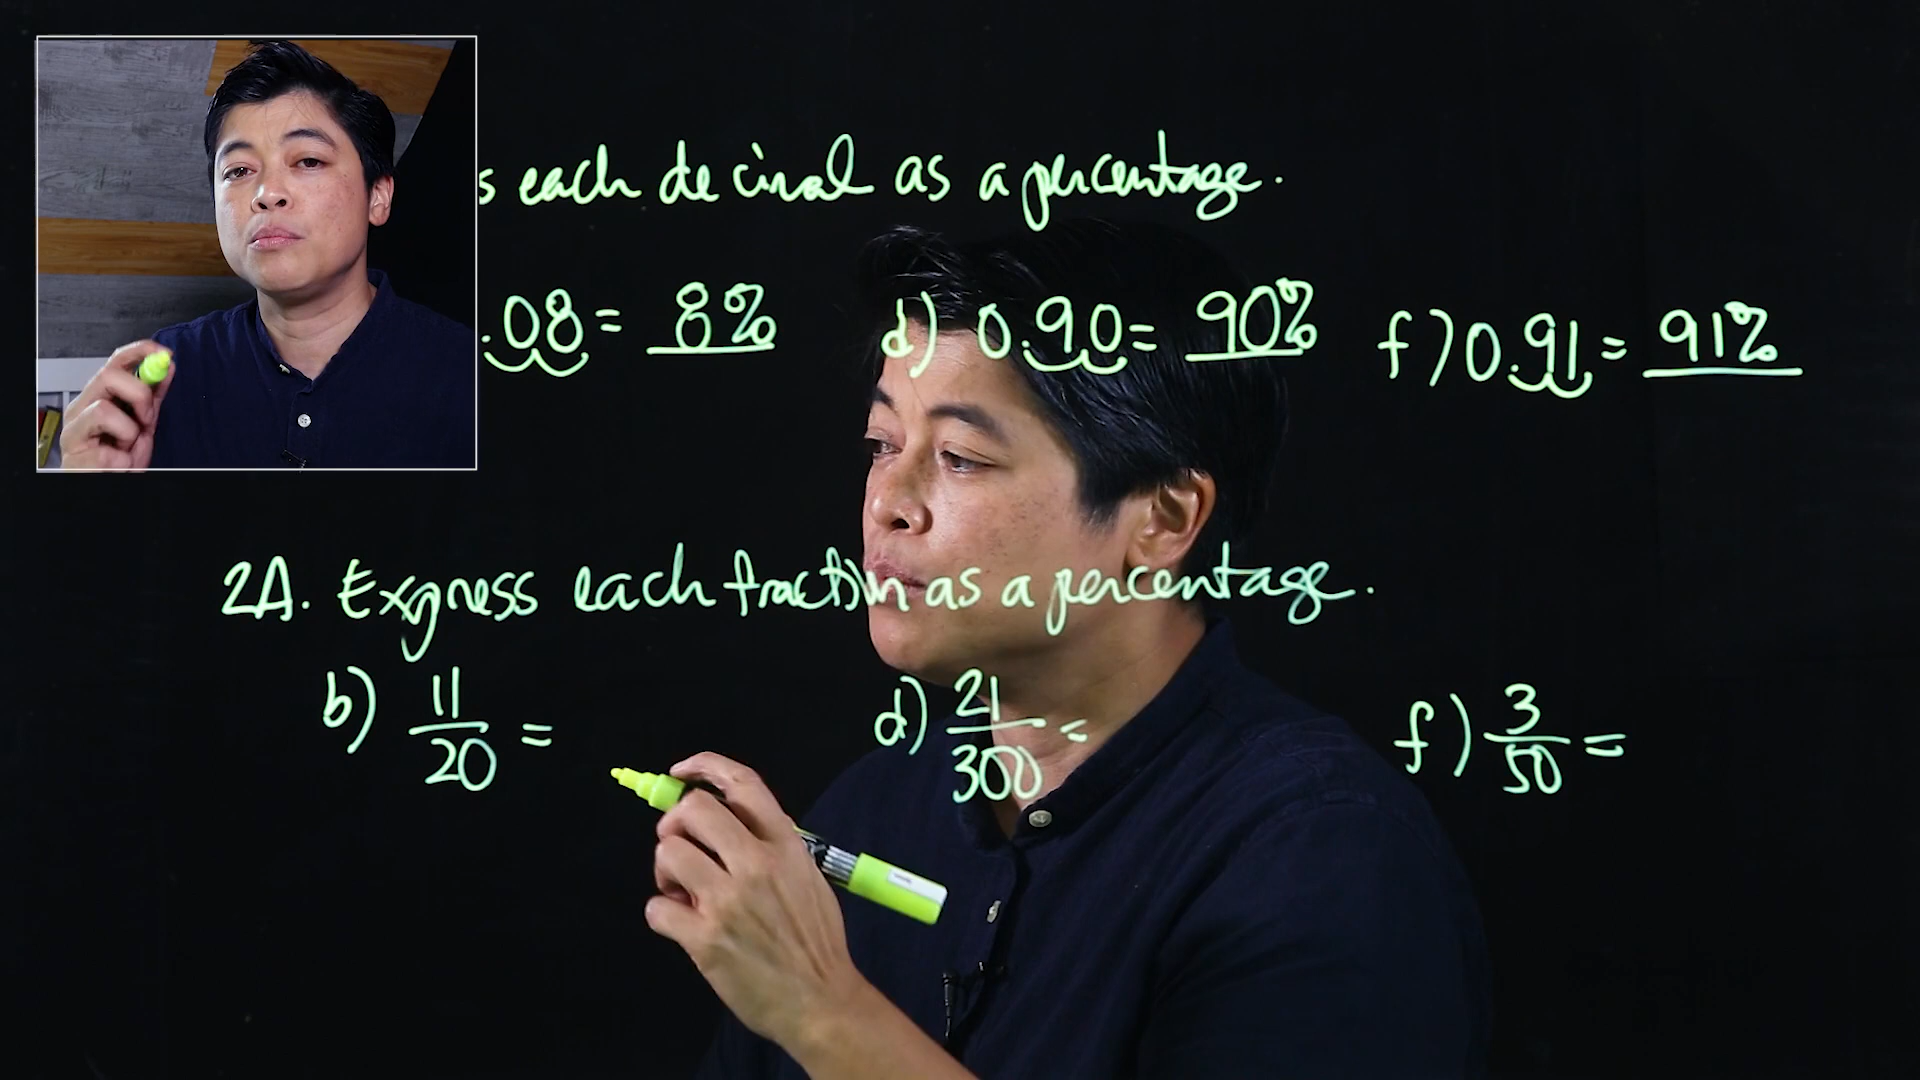 s each decimal as a percentage.
.08 = 8% d) 0.90 = 90% f) 0.91 = 91%
2A. Express each fraction as a percentage.
b) 11/20 = d) 21/300 = f) 3/50 =